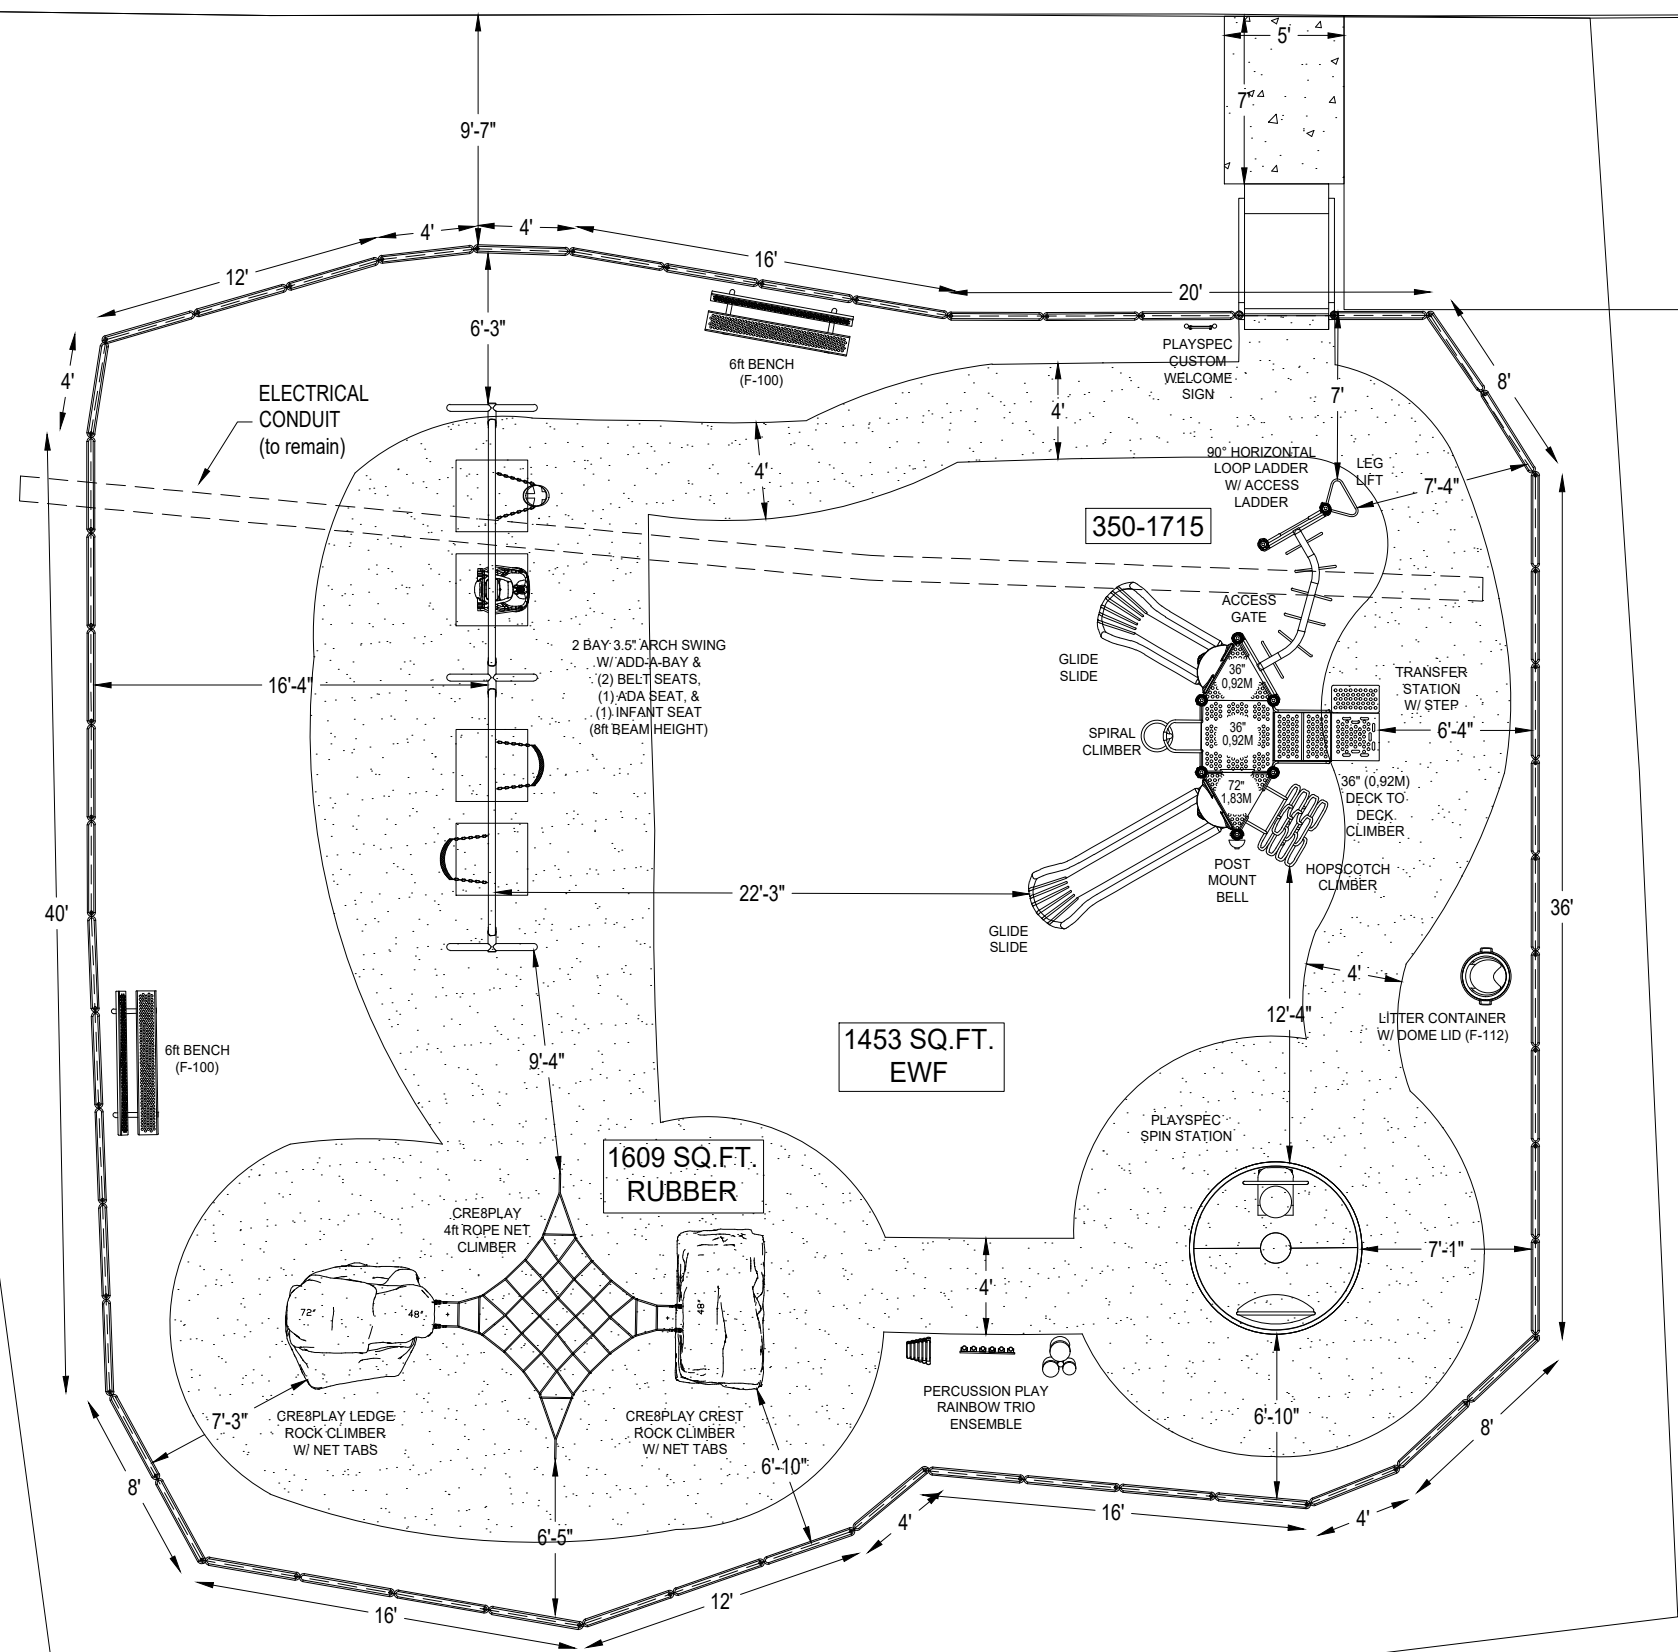 5'
7'
9'-7"
4'
4'
12'
16'
20'
6'-3"
4'
8'
6ft BENCH
(F-100)
PLAYSPEC
CUSTOM
WELCOME
SIGN
ELECTRICAL
CONDUIT
(to remain)
4'
7'
4'
90° HORIZONTAL
LOOP LADDER
W/ ACCESS
LADDER
LEG
LIFT
7'-4"
350-1715
ACCESS
GATE
2 BAY 3.5" ARCH SWING
W/ ADD-A-BAY &
(2) BELT SEATS,
(1) ADA SEAT, &
(1) INFANT SEAT
(8ft BEAM HEIGHT)
GLIDE
SLIDE
36"
0,92M
TRANSFER
STATION
W/ STEP
16'-4"
SPIRAL
CLIMBER
36"
0,92M
6'-4"
72"
1,83M
36" (0,92M)
DECK TO
DECK
CLIMBER
POST
MOUNT
BELL
HOPSCOTCH
CLIMBER
22'-3"
40'
36'
GLIDE
SLIDE
4'
12'-4"
LITTER CONTAINER
W/ DOME LID (F-112)
6ft BENCH
(F-100)
9'-4"
1453 SQ.FT.
EWF
PLAYSPEC
SPIN STATION
1609 SQ.FT.
RUBBER
CRE8PLAY
4ft ROPE NET
CLIMBER
7'-1"
4'
72"
48"
48"
PERCUSSION PLAY
RAINBOW TRIO
ENSEMBLE
7'-3"
CRE8PLAY LEDGE
ROCK CLIMBER
W/ NET TABS
CRE8PLAY CREST
ROCK CLIMBER
W/ NET TABS
6'-10"
6'-10"
8'
8'
6'-5"
4'
16'
4'
16'
12'